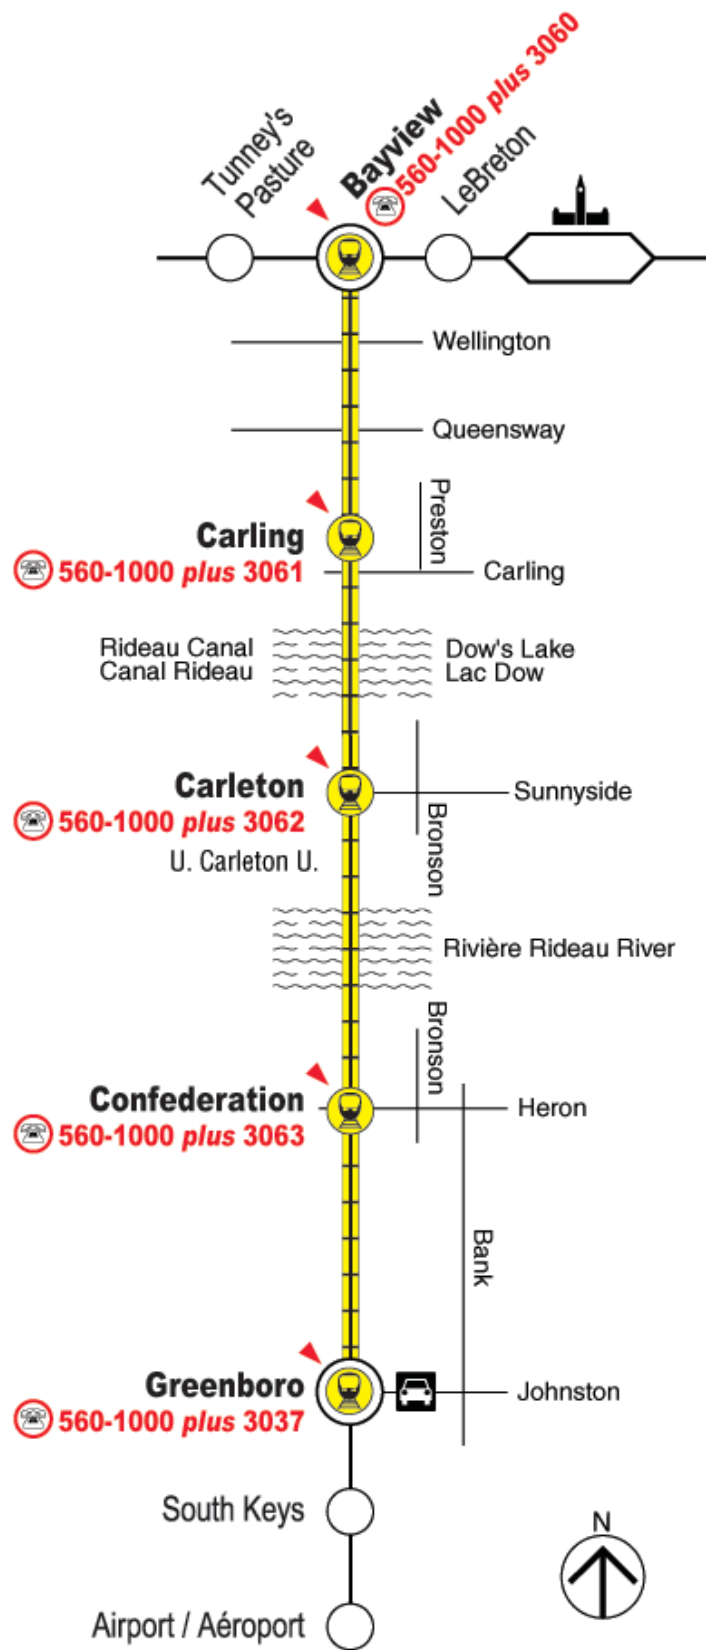 Tunney's
Pasture
Bayview
560-1000 plus 3060
LeBreton
Wellington
Queensway
Preston
Carling
560-1000 plus 3061
Carling
Rideau Canal
Canal Rideau
Dow's Lake
Lac Dow
Carleton
560-1000 plus 3062
U. Carleton U.
Sunnyside
Bronson
Rivière Rideau River
Bronson
Confederation
560-1000 plus 3063
Heron
Bank
Greenboro
560-1000 plus 3037
Johnston
South Keys
N
Airport / Aéroport